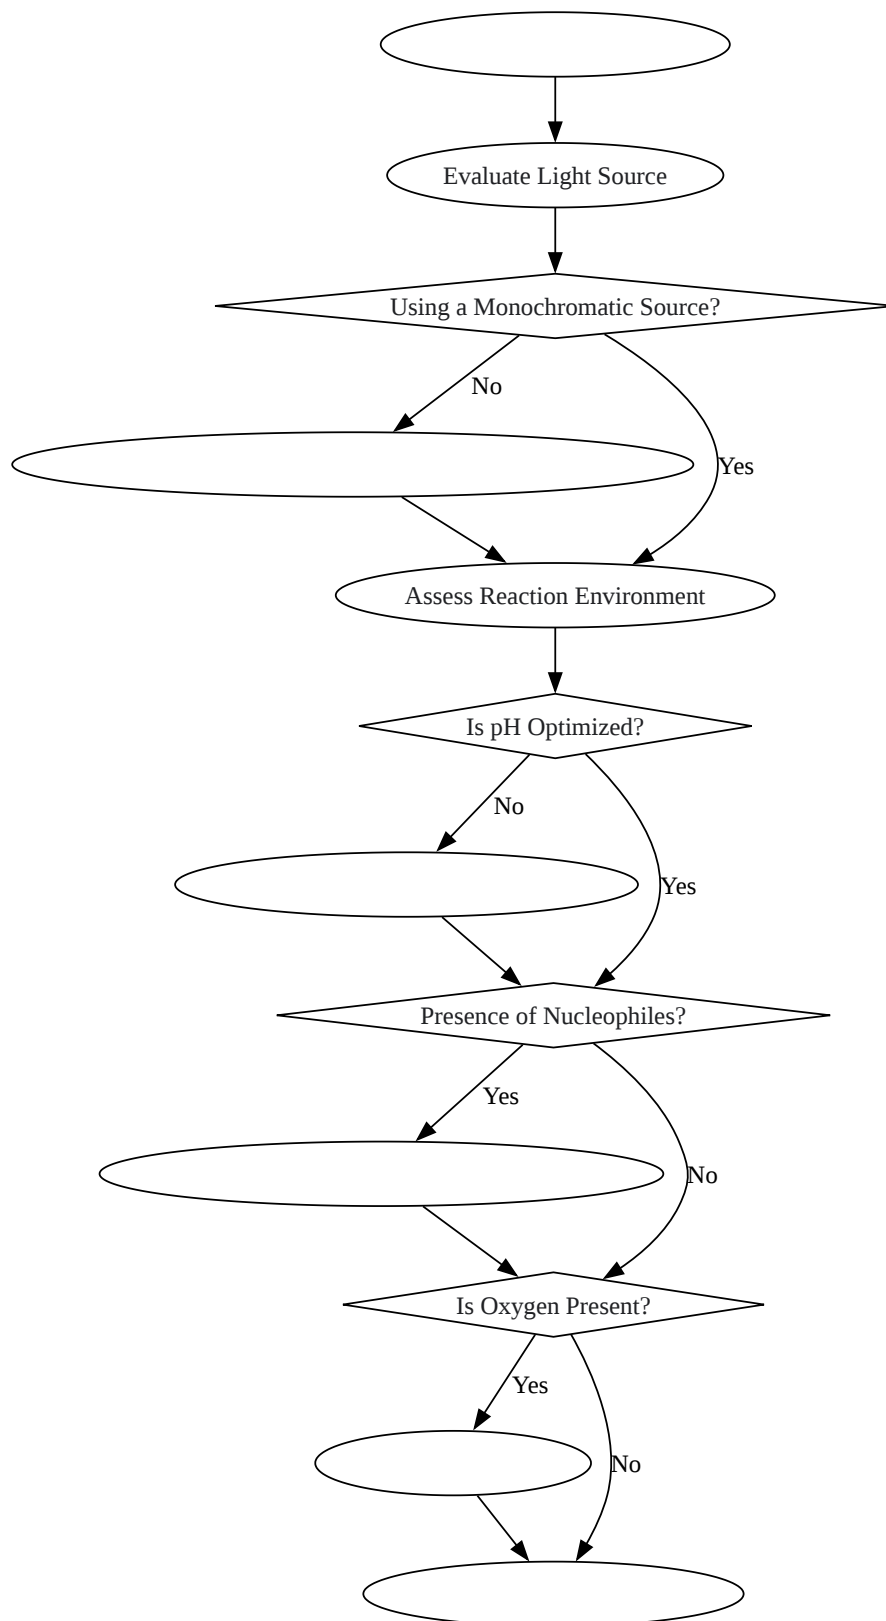 Evaluate Light Source
Using a Monochromatic Source?
No
Yes
Assess Reaction Environment
Is pH Optimized?
No
Yes
Presence of Nucleophiles?
Yes
No
Is Oxygen Present?
Yes
No